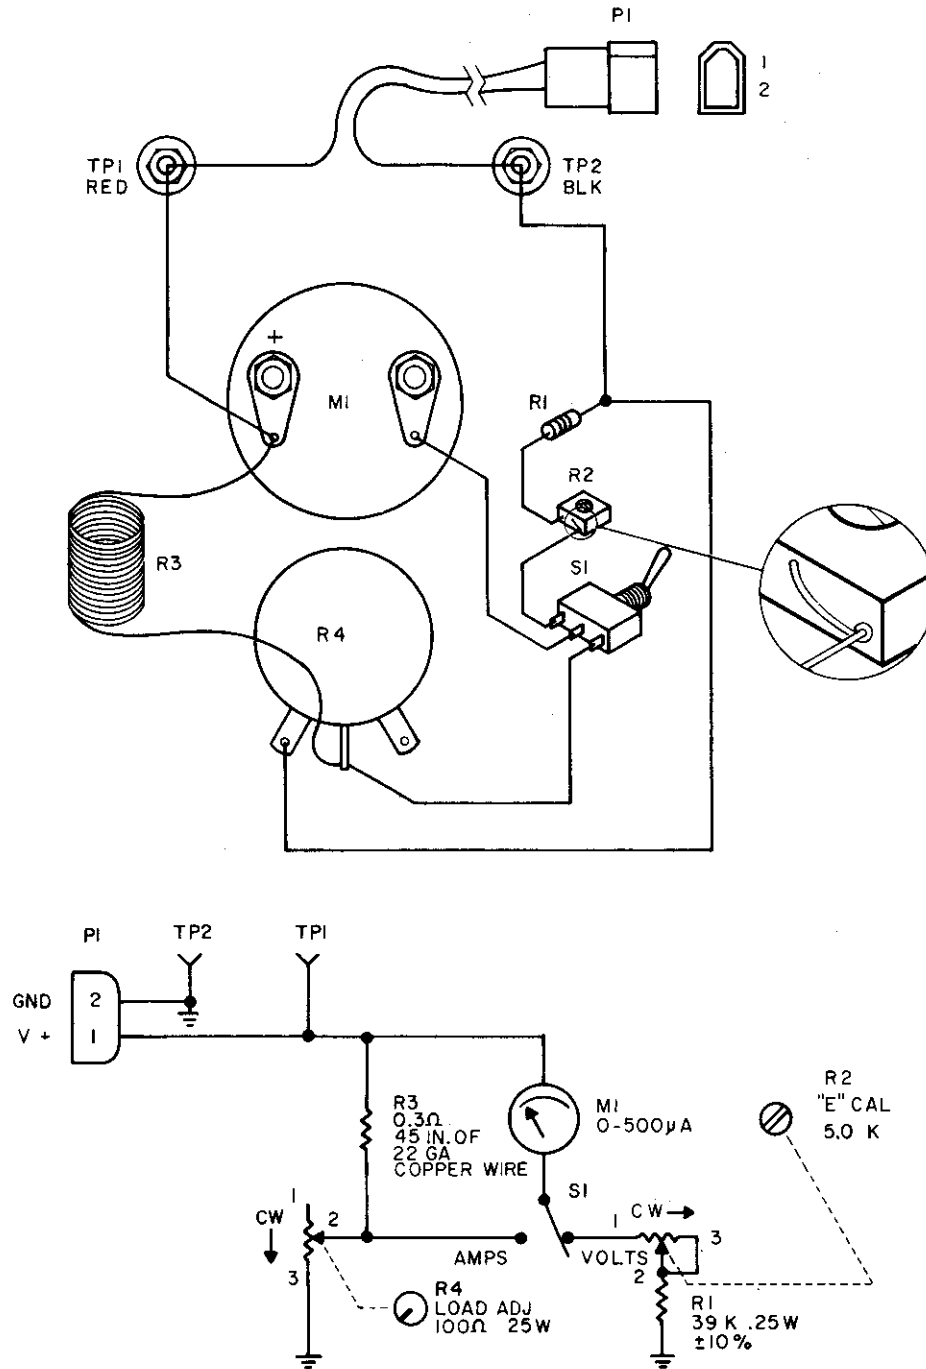 P1
1
2
TP1
RED
TP2
BLK
+
M1
R1
R2
R3
S1
R4
P1
TP2
TP1
GND
2
V +
1
R3
0.3Ω
45 IN. OF
22 GA
COPPER WIRE
M1
0-500µA
R2
"E" CAL
5.0 K
S1
1
CW
2
3
AMPS
VOLTS
1
CW
3
2
R4
LOAD ADJ
100Ω 25W
R1
39 K .25W
±10%